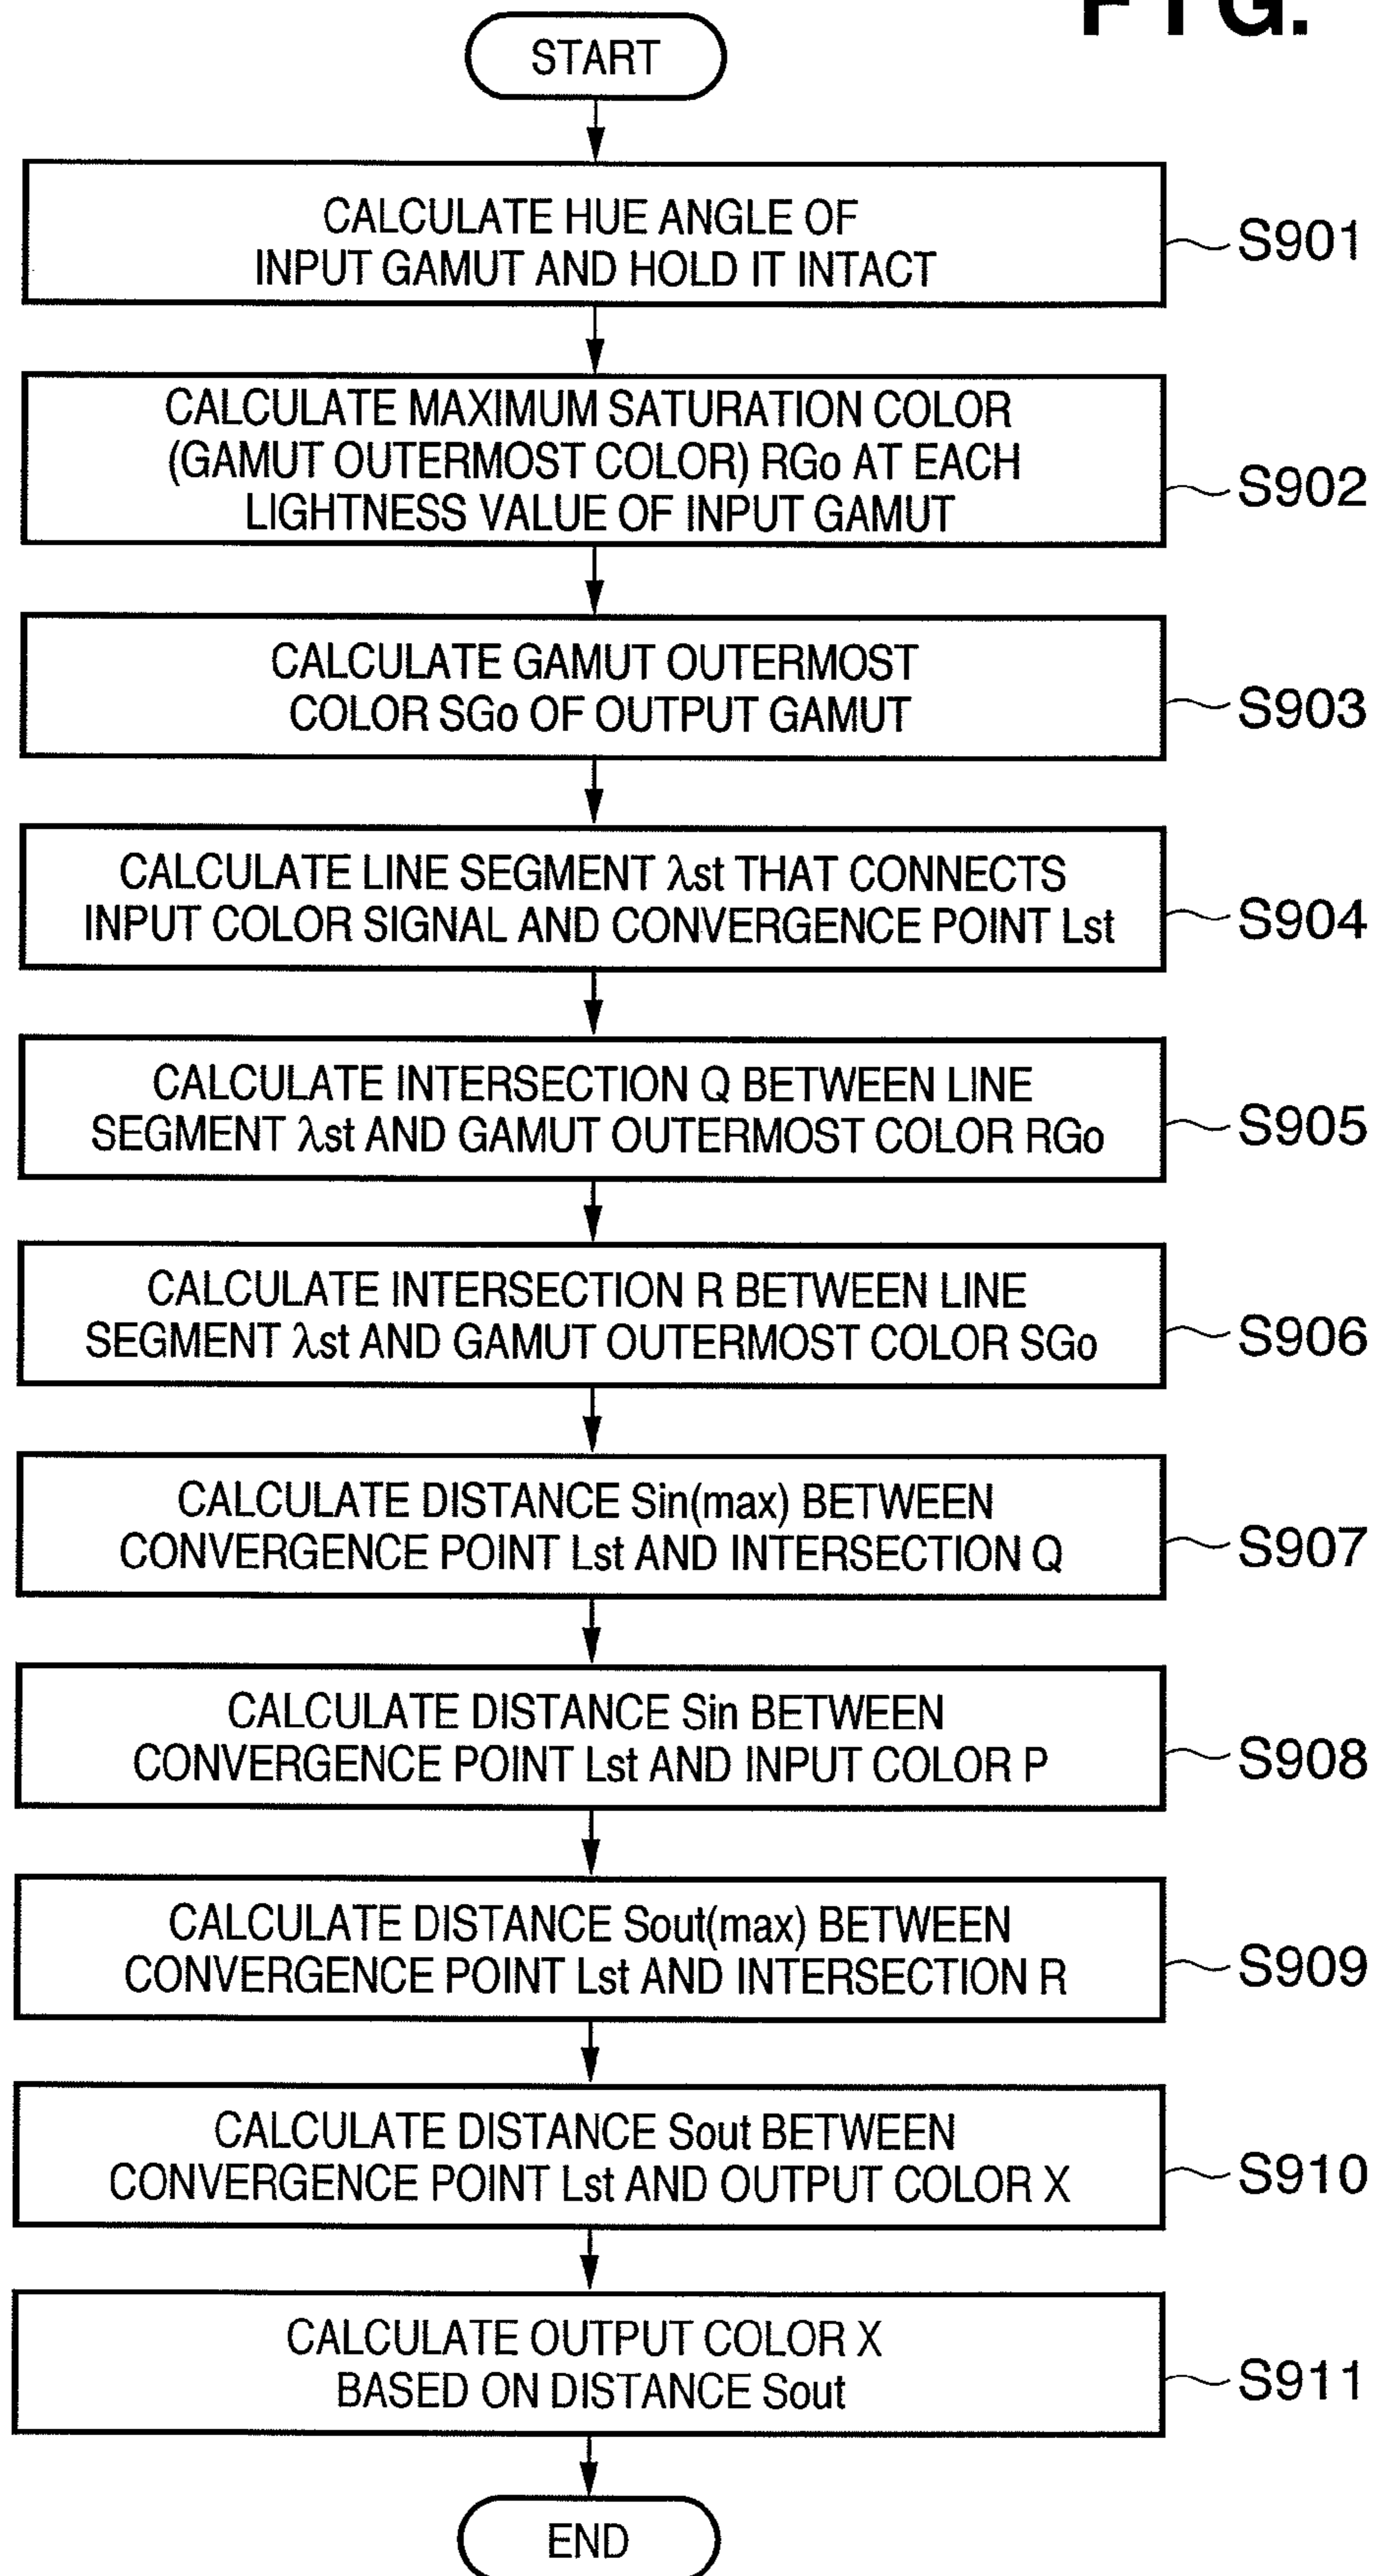 FIG.
START
CALCULATE HUE ANGLE OF
INPUT GAMUT AND HOLD IT INTACT
S901
CALCULATE MAXIMUM SATURATION COLOR
(GAMUT OUTERMOST COLOR) RGo AT EACH
LIGHTNESS VALUE OF INPUT GAMUT
S902
CALCULATE GAMUT OUTERMOST
COLOR SGo OF OUTPUT GAMUT
S903
CALCULATE LINE SEGMENT λst THAT CONNECTS
INPUT COLOR SIGNAL AND CONVERGENCE POINT Lst
S904
CALCULATE INTERSECTION Q BETWEEN LINE
SEGMENT λst AND GAMUT OUTERMOST COLOR RGo
S905
CALCULATE INTERSECTION R BETWEEN LINE
SEGMENT λst AND GAMUT OUTERMOST COLOR SGo
S906
CALCULATE DISTANCE Sin(max) BETWEEN
CONVERGENCE POINT Lst AND INTERSECTION Q
S907
CALCULATE DISTANCE Sin BETWEEN
CONVERGENCE POINT Lst AND INPUT COLOR P
S908
CALCULATE DISTANCE Sout(max) BETWEEN
CONVERGENCE POINT Lst AND INTERSECTION R
S909
CALCULATE DISTANCE Sout BETWEEN
CONVERGENCE POINT Lst AND OUTPUT COLOR X
S910
CALCULATE OUTPUT COLOR X
BASED ON DISTANCE Sout
S911
END